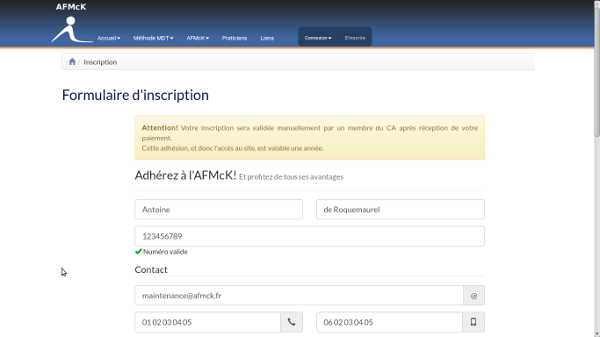 AFMcK
Accueil Méthode MDT AFMcK Praticiens Liens Connexion S'inscrire
/ Inscription
Formulaire d'inscription
Attention! Votre inscription sera validée manuellement par un membre du CA après réception de votre
paiement.
Cette adhésion, et donc l'accès au site, est valable une année.
Adhérez à l'AFMcK! Et profitez de tous ses avantages
Antoine de Roquemaurel
123456789
Numéro valide
Contact
maintenance@afmck.fr @
01 02 03 04 05 06 02 03 04 05